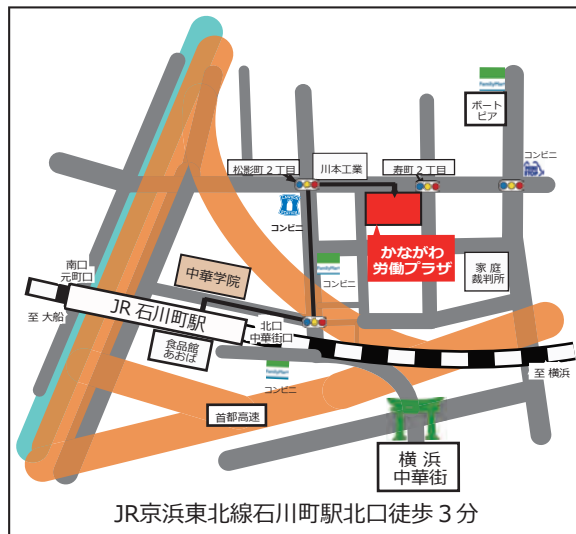 FamilyMart
ボート
ピア
コンビニ
松影町２丁目
川本工業
寿町２丁目
コンビニ
かながわ
労働プラザ
家 庭
裁判所
FamilyMart
コンビニ
中華学院
南口
元町口
JR 石川町駅
至 大船
北口
中華街口
食品館
あおば
FamilyMart
コンビニ
至 横浜
首都高速
横 浜
中華街
JR京浜東北線石川町駅北口徒歩３分